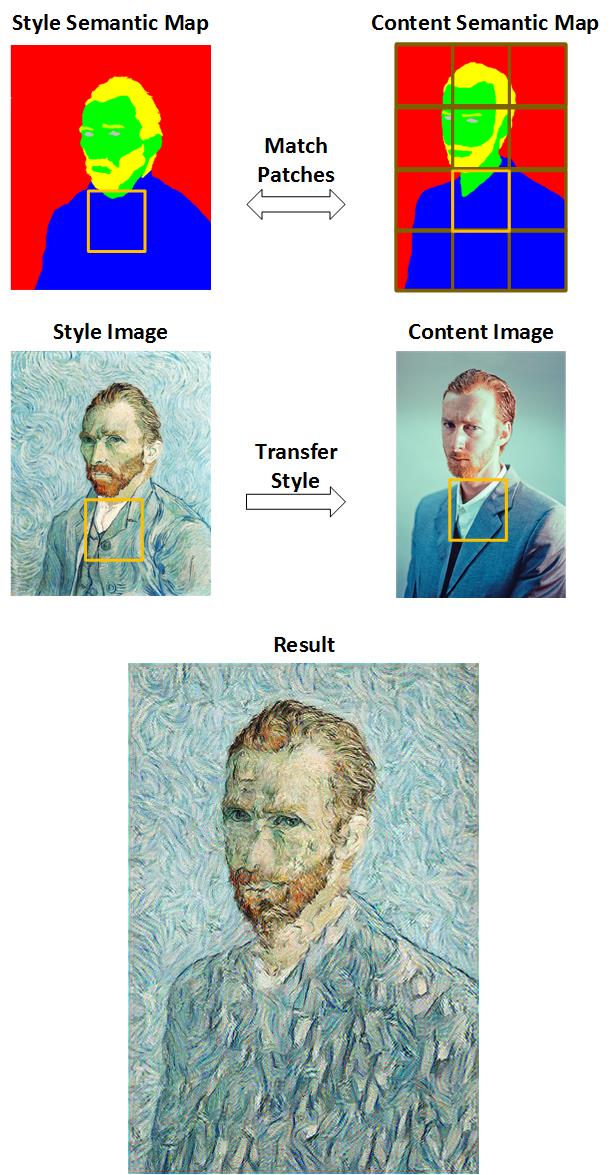 Style Semantic Map
Content Semantic Map
Match
Patches
Style Image
Content Image
Transfer
Style
Result